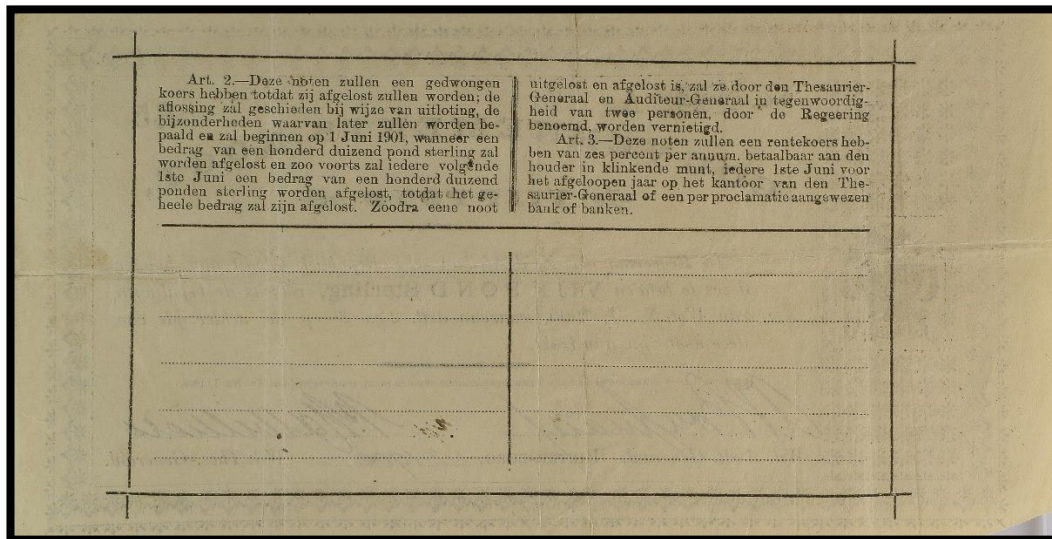 Art. 2.—Deze noten zullen een gedwongen
koers hebben totdat zij afgelost zullen worden; de
aflossing zal geschieden bij wijze van uitloting, de
bijzonderheden waarvan later zullen worden be-
paald en zal beginnen op 1 Juni 1901, wanneer een
bedrag van een honderd duizend pond sterling zal
worden afgelost en zoo voorts zal iedere volgende
1ste Juni een bedrag van een honderd duizend
ponden sterling worden afgelost, totdat het ge-
heele bedrag zal zijn afgelost. Zoodra eene noot
uitgelost en afgelost is, zal ze door den Thesaurier-
Generaal en Auditeur-Generaal in tegenwoordig-
heid van twee personen, door de Regeering
benoemd, worden vernietigd.
Art. 3.—Deze noten zullen een rentekoers heb-
ben van zes percent per annum, betaalbaar aan den
houder in klinkende munt, iedere 1ste Juni voor
het afgeloopen jaar op het kantoor van den The-
saurier-Generaal of een per proclamatie aangewezen
bank of banken.